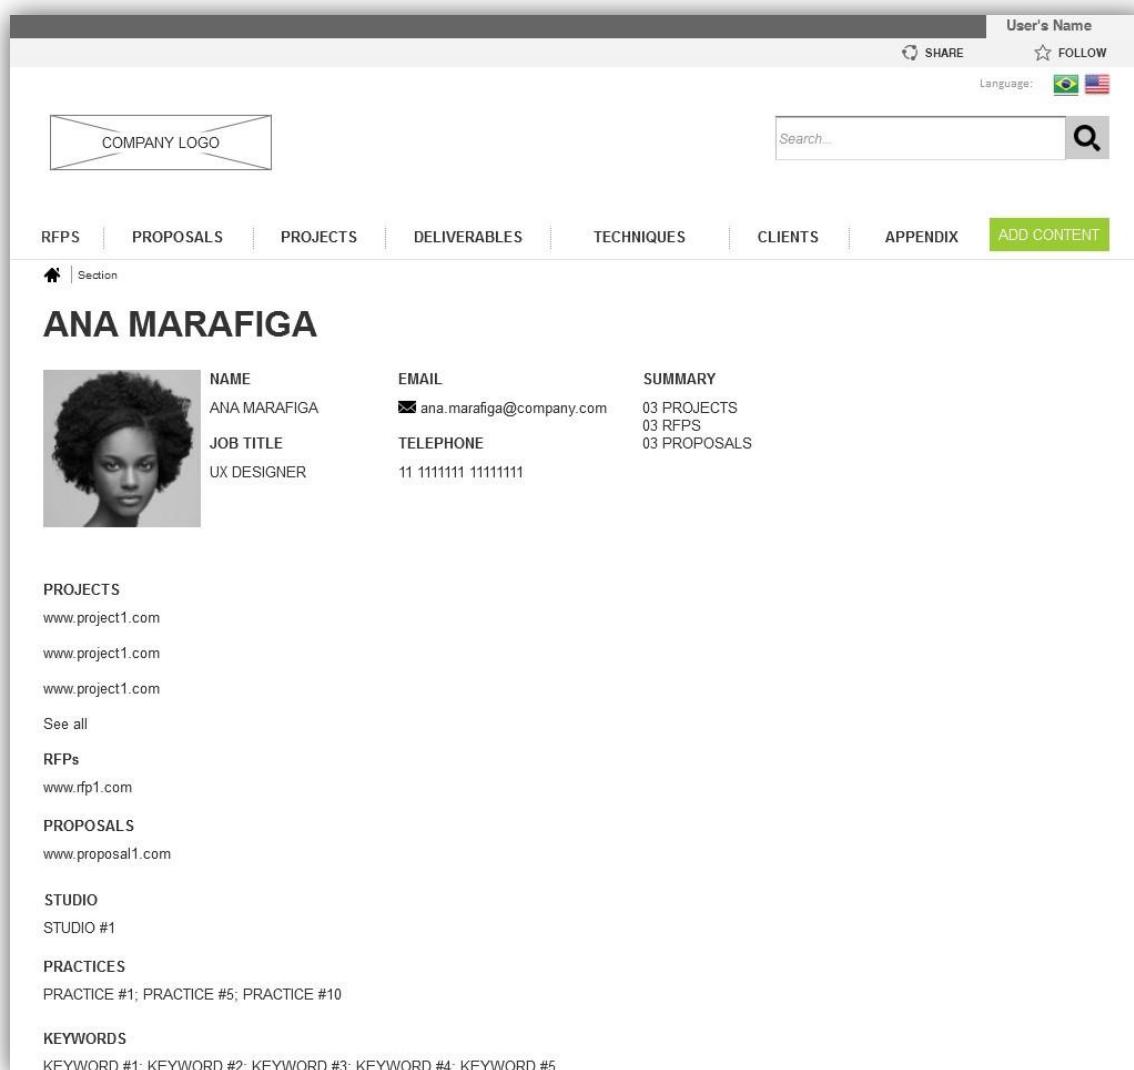 User's Name
SHARE FOLLOW
Language:
COMPANY LOGO
Search...
RFPS PROPOSALS PROJECTS DELIVERABLES TECHNIQUES CLIENTS APPENDIX ADD CONTENT
Section
ANA MARAFIGA
NAME
ANA MARAFIGA
JOB TITLE
UX DESIGNER
EMAIL
ana.marafiga@company.com
TELEPHONE
11 1111111 11111111
SUMMARY
03 PROJECTS
03 RFPS
03 PROPOSALS
PROJECTS
www.project1.com
www.project1.com
www.project1.com
See all
RFPs
www.rfp1.com
PROPOSALS
www.proposal1.com
STUDIO
STUDIO #1
PRACTICES
PRACTICE #1; PRACTICE #5; PRACTICE #10
KEYWORDS
KEYWORD #1; KEYWORD #2; KEYWORD #3; KEYWORD #4; KEYWORD #5